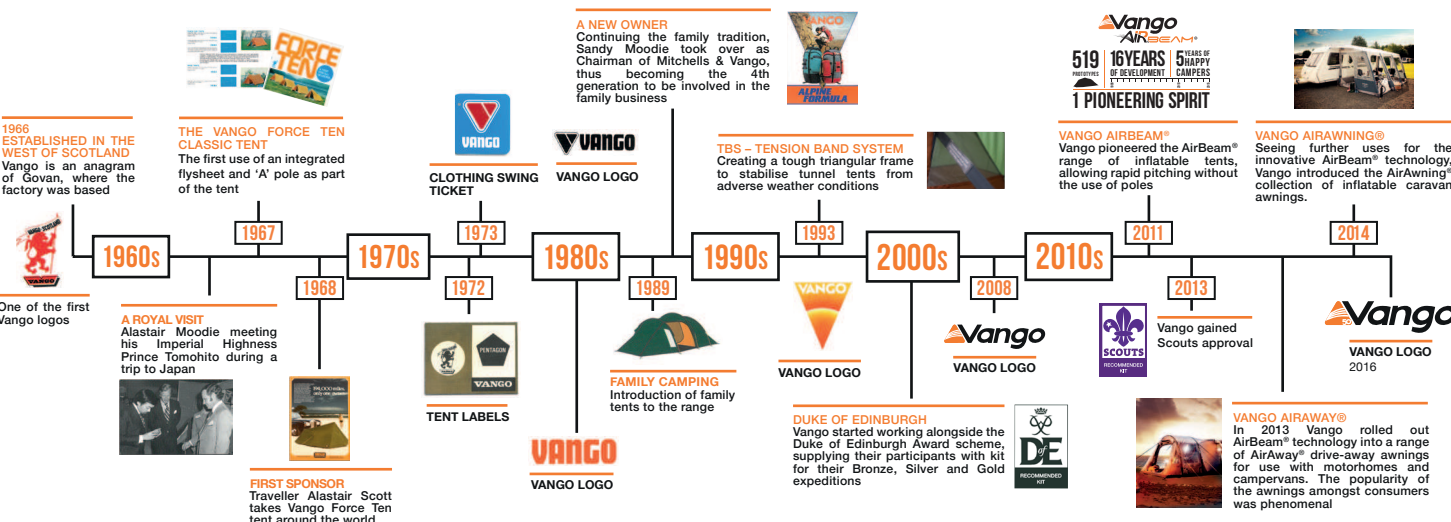 1966
ESTABLISHED IN THE
WEST OF SCOTLAND
Vango is an anagram
of Govan, where the
factory was based
VANGO-SCOTLAND
VANGO
One of the first
Vango logos
1960s
FORCE
TEN
THE VANGO FORCE TEN
CLASSIC TENT
The first use of an integrated
flysheet and ‘A’ pole as part
of the tent
1967
A ROYAL VISIT
Alastair Moodie meeting
his Imperial Highness
Prince Tomohito during a
trip to Japan
1968
FIRST SPONSOR
Traveller Alastair Scott
takes Vango Force Ten
tent around the world
1970s
VANGO
CLOTHING SWING
TICKET
1973
1972
PENTAGON
VANGO
TENT LABELS
VANGO
VANGO LOGO
1980s
VANGO
VANGO LOGO
A NEW OWNER
Continuing the family tradition,
Sandy Moodie took over as
Chairman of Mitchells & Vango,
thus becoming the 4th
generation to be involved in the
family business
VANGO
ALPINE
FORMULA
1989
FAMILY CAMPING
Introduction of family
tents to the range
1990s
TBS – TENSION BAND SYSTEM
Creating a tough triangular frame
to stabilise tunnel tents from
adverse weather conditions
1993
VANGO
VANGO LOGO
2000s
DUKE OF EDINBURGH
Vango started working alongside the
Duke of Edinburgh Award scheme,
supplying their participants with kit
for their Bronze, Silver and Gold
expeditions
DofE
RECOMMENDED
KIT
2008
Vango
VANGO LOGO
2010s
Vango
AIRBEAM®
519
PROTOTYPES
16YEARS
OF DEVELOPMENT
5 YEARS OF
HAPPY
CAMPERS
1 PIONEERING SPIRIT
VANGO AIRBEAM®
Vango pioneered the AirBeam®
range of inflatable tents,
allowing rapid pitching without
the use of poles
2011
2013
SCOUTS
RECOMMENDED
KIT
Vango gained
Scouts approval
VANGO AIRAWNING®
Seeing further uses for the
innovative AirBeam® technology,
Vango introduced the AirAwning®
collection of inflatable caravan
awnings.
2014
VANGO AIRAWAY®
In 2013 Vango rolled out
AirBeam® technology into a range
of AirAway® drive-away awnings
for use with motorhomes and
campervans. The popularity of
the awnings amongst consumers
was phenomenal
Vango
VANGO LOGO
2016